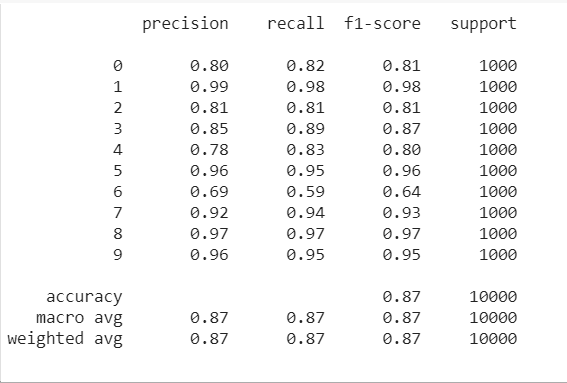 precision recall f1-score support
0 0.80 0.82 0.81 1000
1 0.99 0.98 0.98 1000
2 0.81 0.81 0.81 1000
3 0.85 0.89 0.87 1000
4 0.78 0.83 0.80 1000
5 0.96 0.95 0.96 1000
6 0.69 0.59 0.64 1000
7 0.92 0.94 0.93 1000
8 0.97 0.97 0.97 1000
9 0.96 0.95 0.95 1000
accuracy 0.87 10000
macro avg 0.87 0.87 0.87 10000
weighted avg 0.87 0.87 0.87 10000